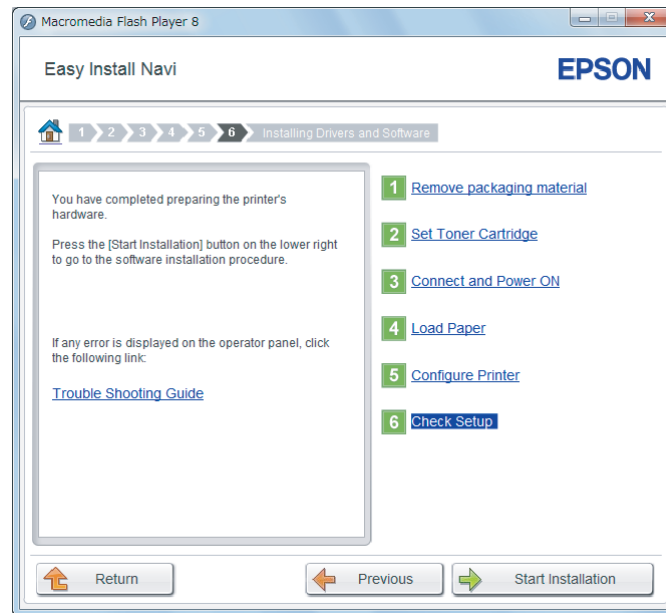 Macromedia Flash Player 8
Easy Install Navi
EPSON
1 2 3 4 5 6 Installing Drivers and Software
You have completed preparing the printer's
hardware.
Press the [Start Installation] button on the lower right
to go to the software installation procedure.
If any error is displayed on the operator panel, click
the following link:
Trouble Shooting Guide
1 Remove packaging material
2 Set Toner Cartridge
3 Connect and Power ON
4 Load Paper
5 Configure Printer
6 Check Setup
Return
Previous
Start Installation